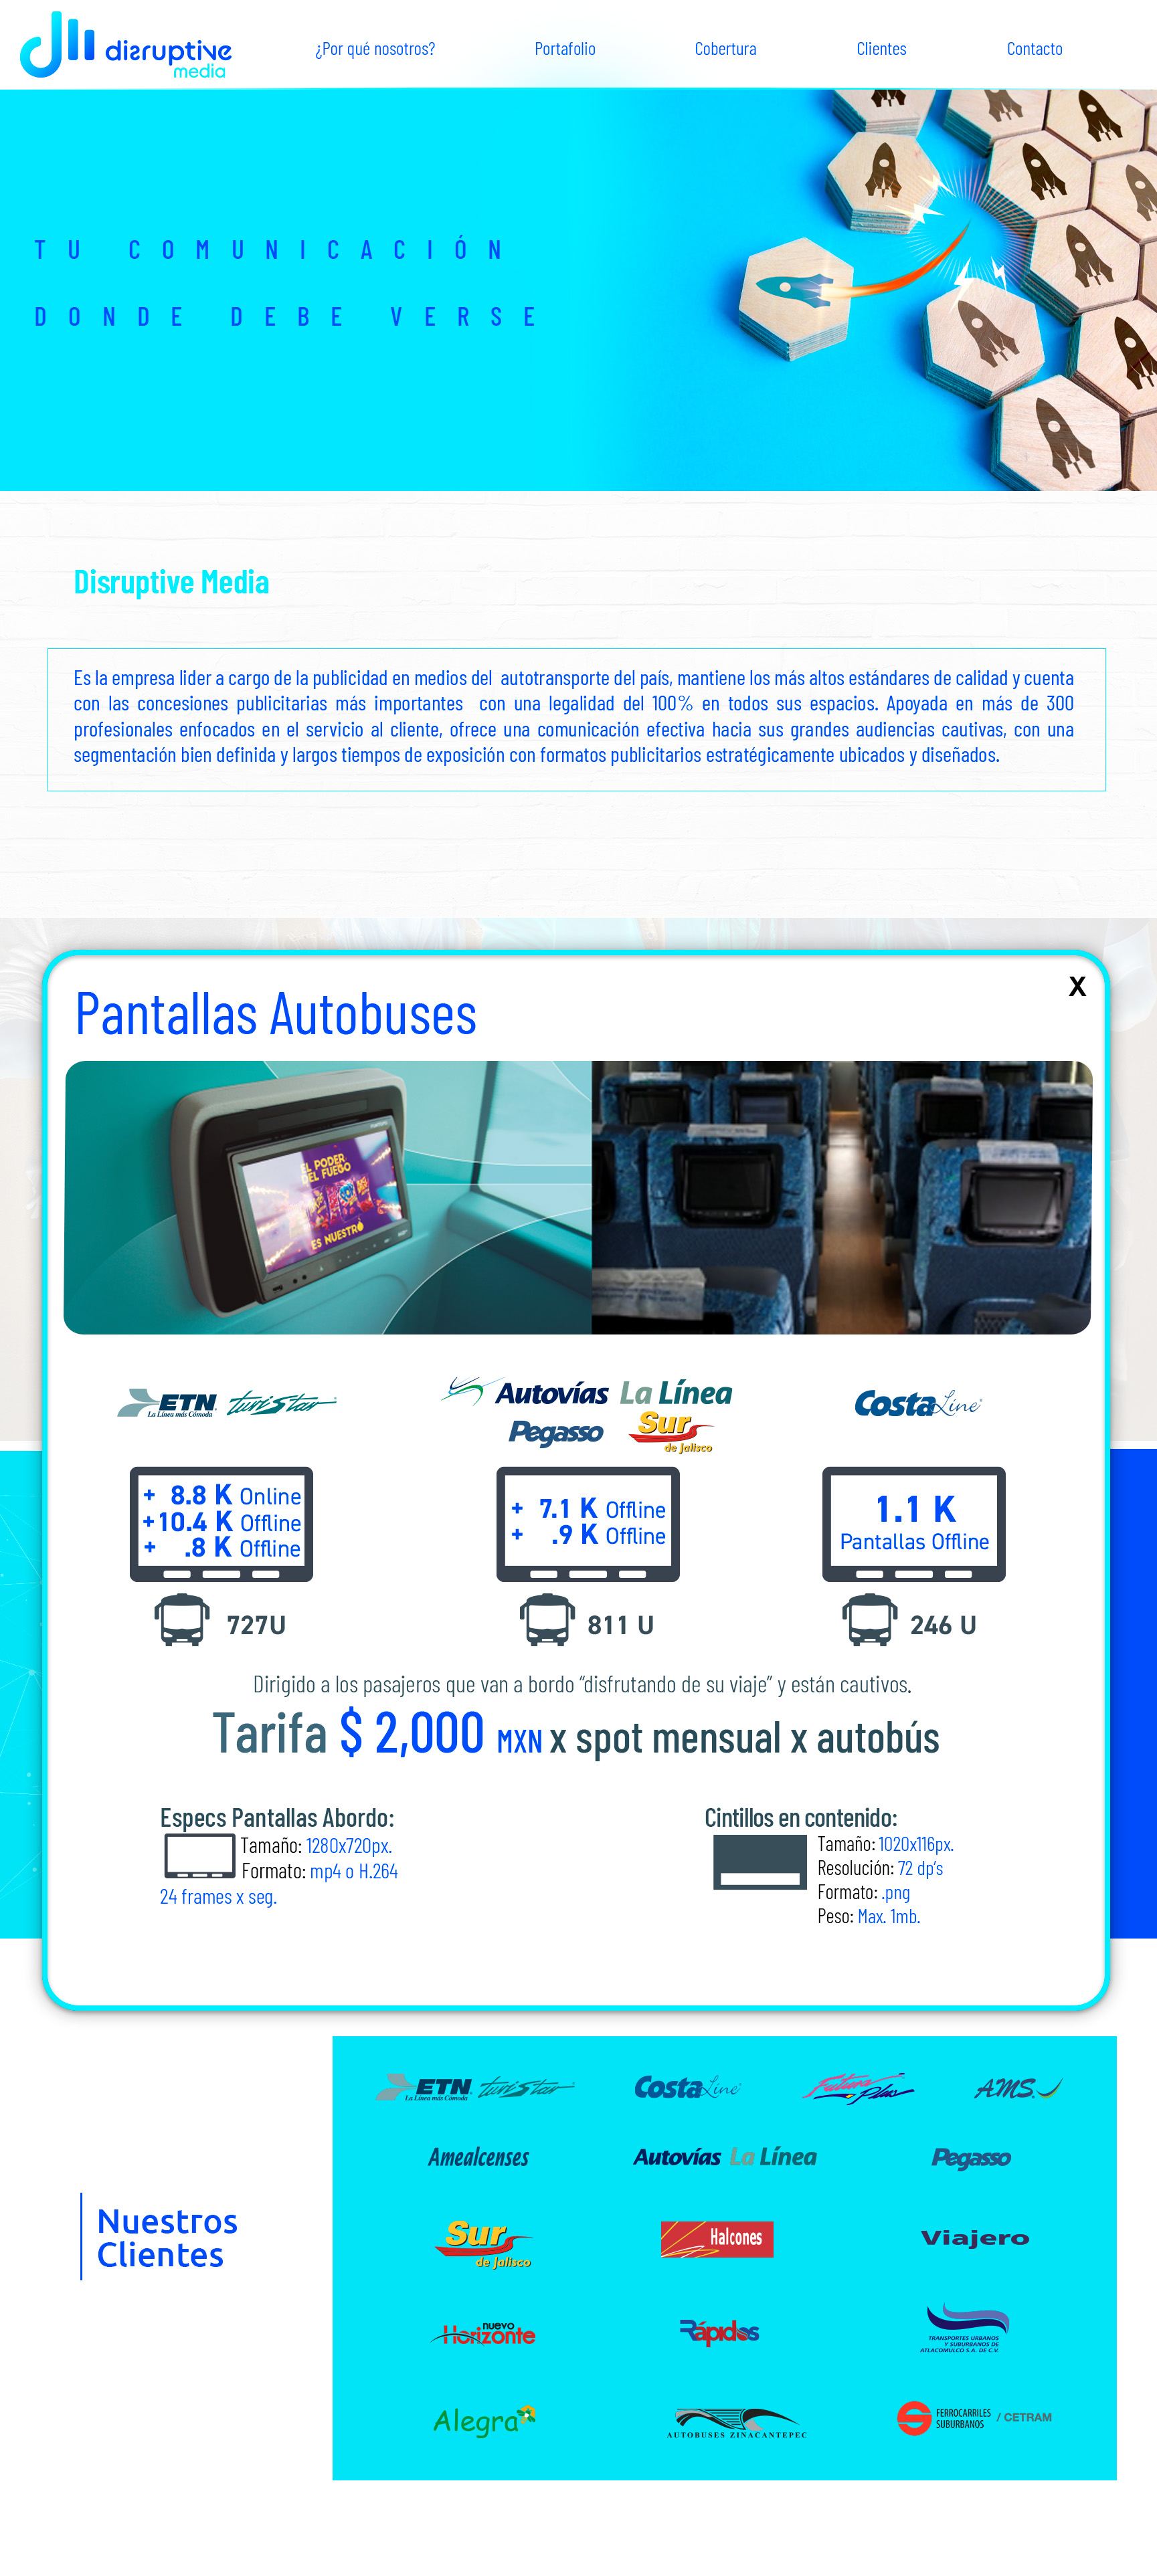 disruptive
media
¿Por qué nosotros?
Portafolio
Cobertura
Clientes
Contacto
TU COMUNICACIÓN
DONDE DEBE VERSE
Disruptive Media
Es la empresa lider a cargo de la publicidad en medios del autotransporte del país, mantiene los más altos estándares de calidad y cuenta
con las concesiones publicitarias más importantes con una legalidad del 100% en todos sus espacios. Apoyada en más de 300
profesionales enfocados en el servicio al cliente, ofrece una comunicación efectiva hacia sus grandes audiencias cautivas, con una
segmentación bien definida y largos tiempos de exposición con formatos publicitarios estratégicamente ubicados y diseñados.
X
Pantallas Autobuses
EL PODER
DEL FUEGO
ES NUESTRO
ETN turistar
La Línea más Cómoda
Autovías La Línea
Pegasso Sur
de Jalisco
Costa Line
+ 8.8 K Online
+10.4 K Offline
+ .8 K Offline
+ 7.1 K Offline
+ .9 K Offline
1.1 K
Pantallas Offline
727U
811 U
246 U
Dirigido a los pasajeros que van a bordo “disfrutando de su viaje” y están cautivos.
Tarifa $ 2,000 MXN x spot mensual x autobús
Especs Pantallas Abordo:
Tamaño: 1280x720px.
Formato: mp4 o H.264
24 frames x seg.
Cintillos en contenido:
Tamaño: 1020x116px.
Resolución: 72 dp's
Formato: .png
Peso: Max. 1mb.
Nuestros
Clientes
ETN turistar
La Línea más Cómoda
Costa Line
Futura
Plus
AMS
Amealcenses
Autovías La Línea
Pegasso
Sur
de Jalisco
Halcones
Viajero
nuevo
Horizonte
Rápidos
TRANSPORTES URBANOS
Y SUBURBANOS DE
ATLACOMULCO S.A. DE C.V.
Alegra
AUTOBUSES ZINACANTEPEC
FERROCARRILES
SUBURBANOS / CETRAM